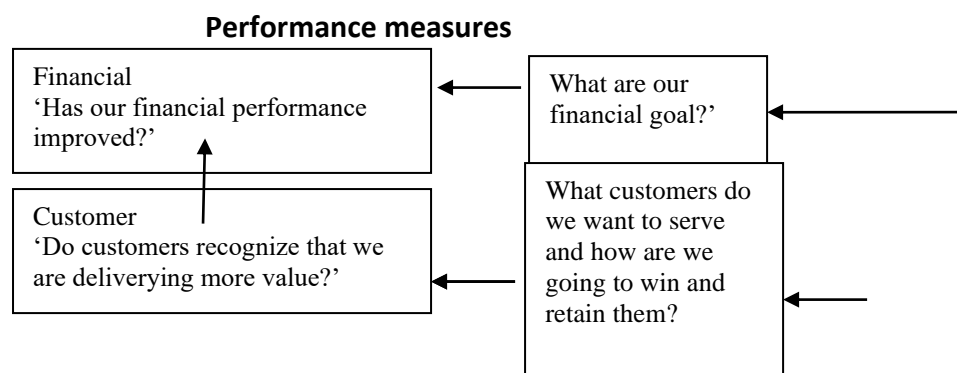 Performance measures
Financial
‘Has our financial performance
improved?’
What are our
financial goal?’
Customer
‘Do customers recognize that we
are deliverying more value?’
What customers do
we want to serve
and how are we
going to win and
retain them?